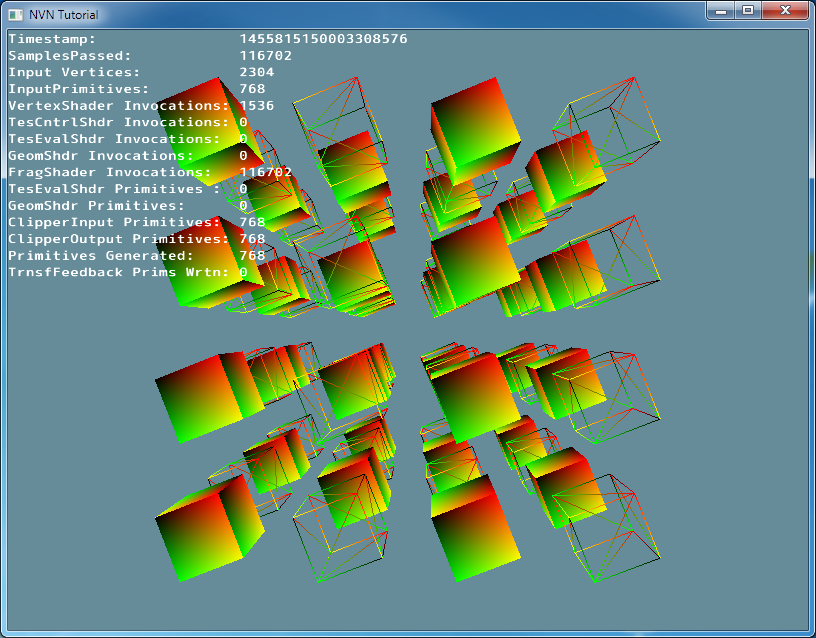 NVN Tutorial
Timestamp: 1455815150003308576
SamplesPassed: 116702
Input Vertices: 2304
InputPrimitives: 768
VertexShader Invocations: 1536
TesCntrlShdr Invocations: 0
TesEvalShdr Invocations: 0
GeomShdr Invocations: 0
FragShader Invocations: 116702
TesEvalShdr Primitives : 0
GeomShdr Primitives: 0
ClipperInput Primitives: 768
ClipperOutput Primitives: 768
Primitives Generated: 768
TrnsfFeedback Prims Wrtn: 0